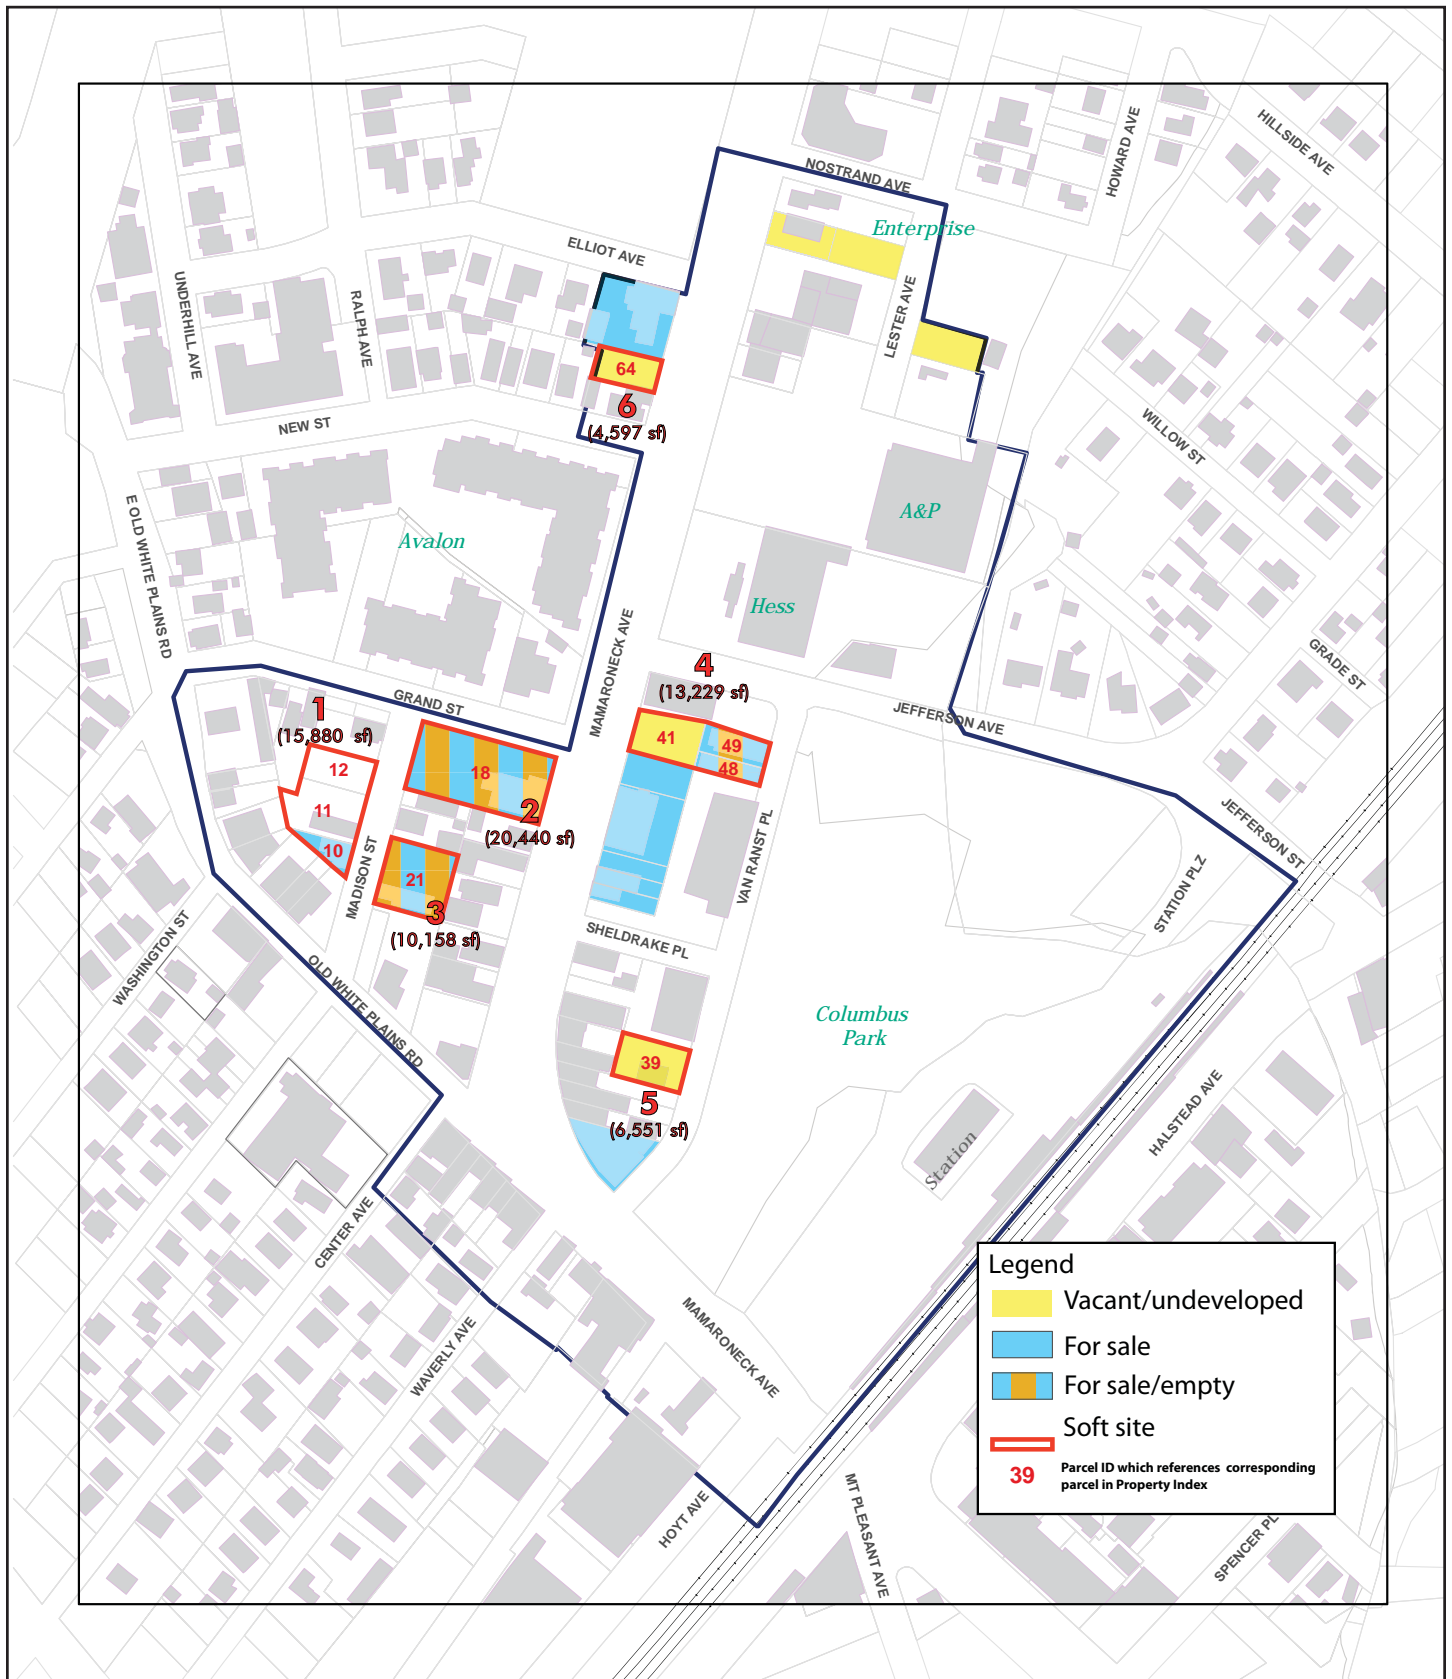 HILLSIDE AVE
HOWARD AVE
NOSTRAND AVE
Enterprise
ELLIOT AVE
UNDERHILL AVE
RALPH AVE
LESTER AVE
64
6
(4,597 sf)
NEW ST
WILLOW ST
E OLD WHITE PLAINS RD
A&P
Avalon
Hess
MAMARONECK AVE
GRADE ST
4
(13,229 sf)
GRAND ST
1
(15,880 sf)
JEFFERSON AVE
41
49
48
12
18
11
2
(20,440 sf)
10
JEFFERSON ST
MADISON ST
VAN RANST PL
21
3
(10,158 sf)
STATION PLZ
SHELDRAKE PL
WASHINGTON ST
OLD WHITE PLAINS RD
Columbus
Park
39
5
(6,551 sf)
HALSTEAD AVE
Station
CENTER AVE
WAVERLY AVE
MAMARONECK AVE
HOYT AVE
MT PLEASANT AVE
SPENCER PL
Legend
Vacant/undeveloped
For sale
For sale/empty
Soft site
39
Parcel ID which references corresponding
parcel in Property Index